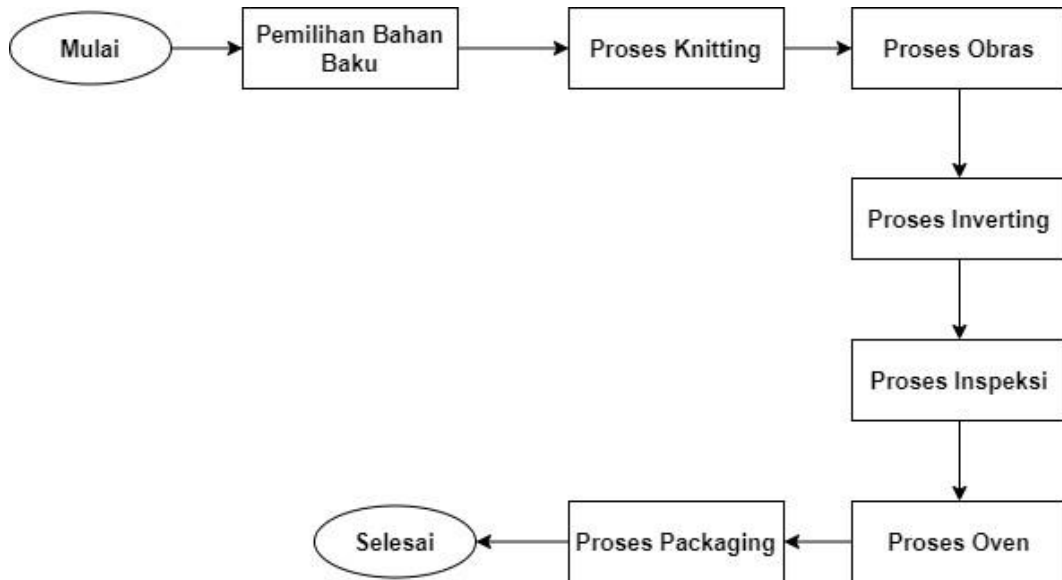 Mulai
Pemilihan Bahan
Baku
Proses Knitting
Proses Obras
Proses Inverting
Proses Inspeksi
Proses Oven
Proses Packaging
Selesai